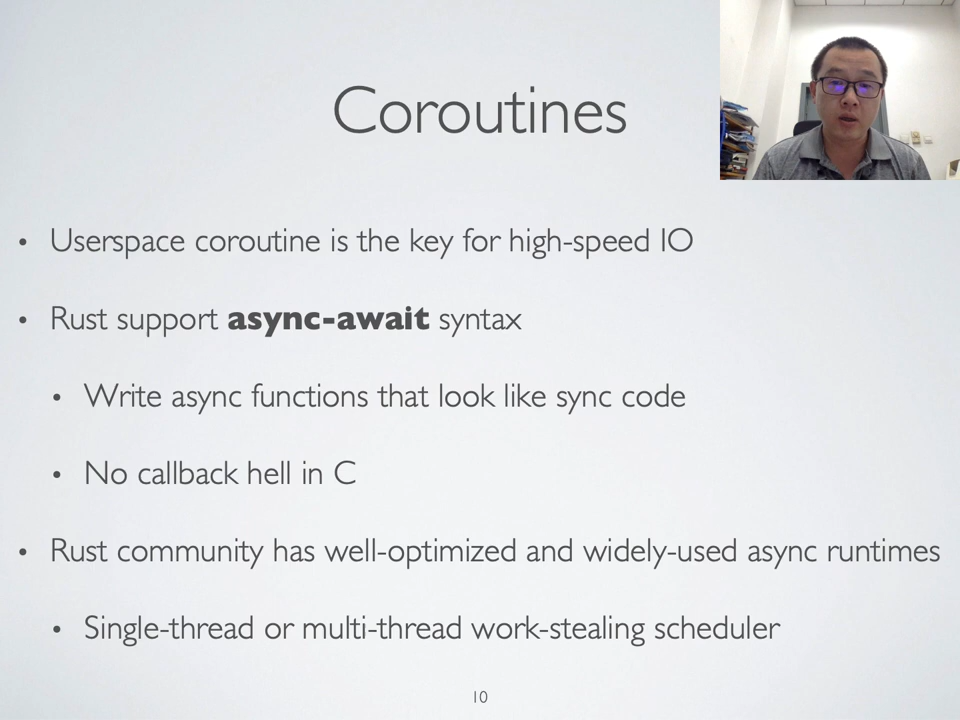 Coroutines
• Userspace coroutine is the key for high-speed IO
• Rust support async-await syntax
• Write async functions that look like sync code
• No callback hell in C
• Rust community has well-optimized and widely-used async runtimes
• Single-thread or multi-thread work-stealing scheduler
10